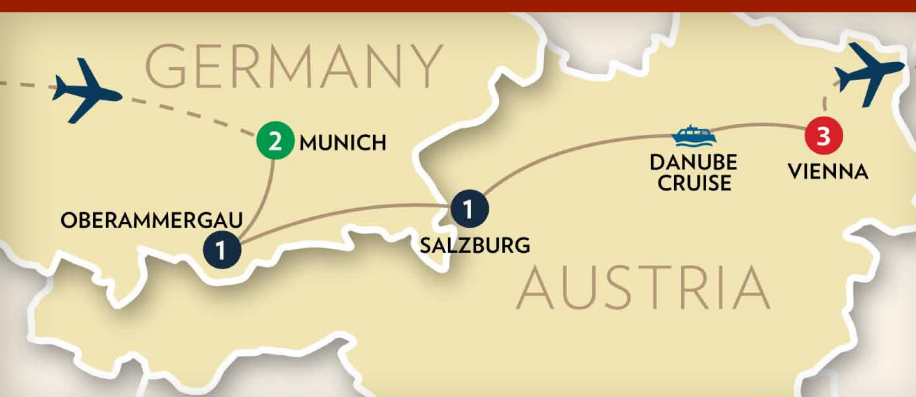 GERMANY
2 MUNICH
3
DANUBE
CRUISE
VIENNA
OBERAMMERGAU
1
1
SALZBURG
AUSTRIA